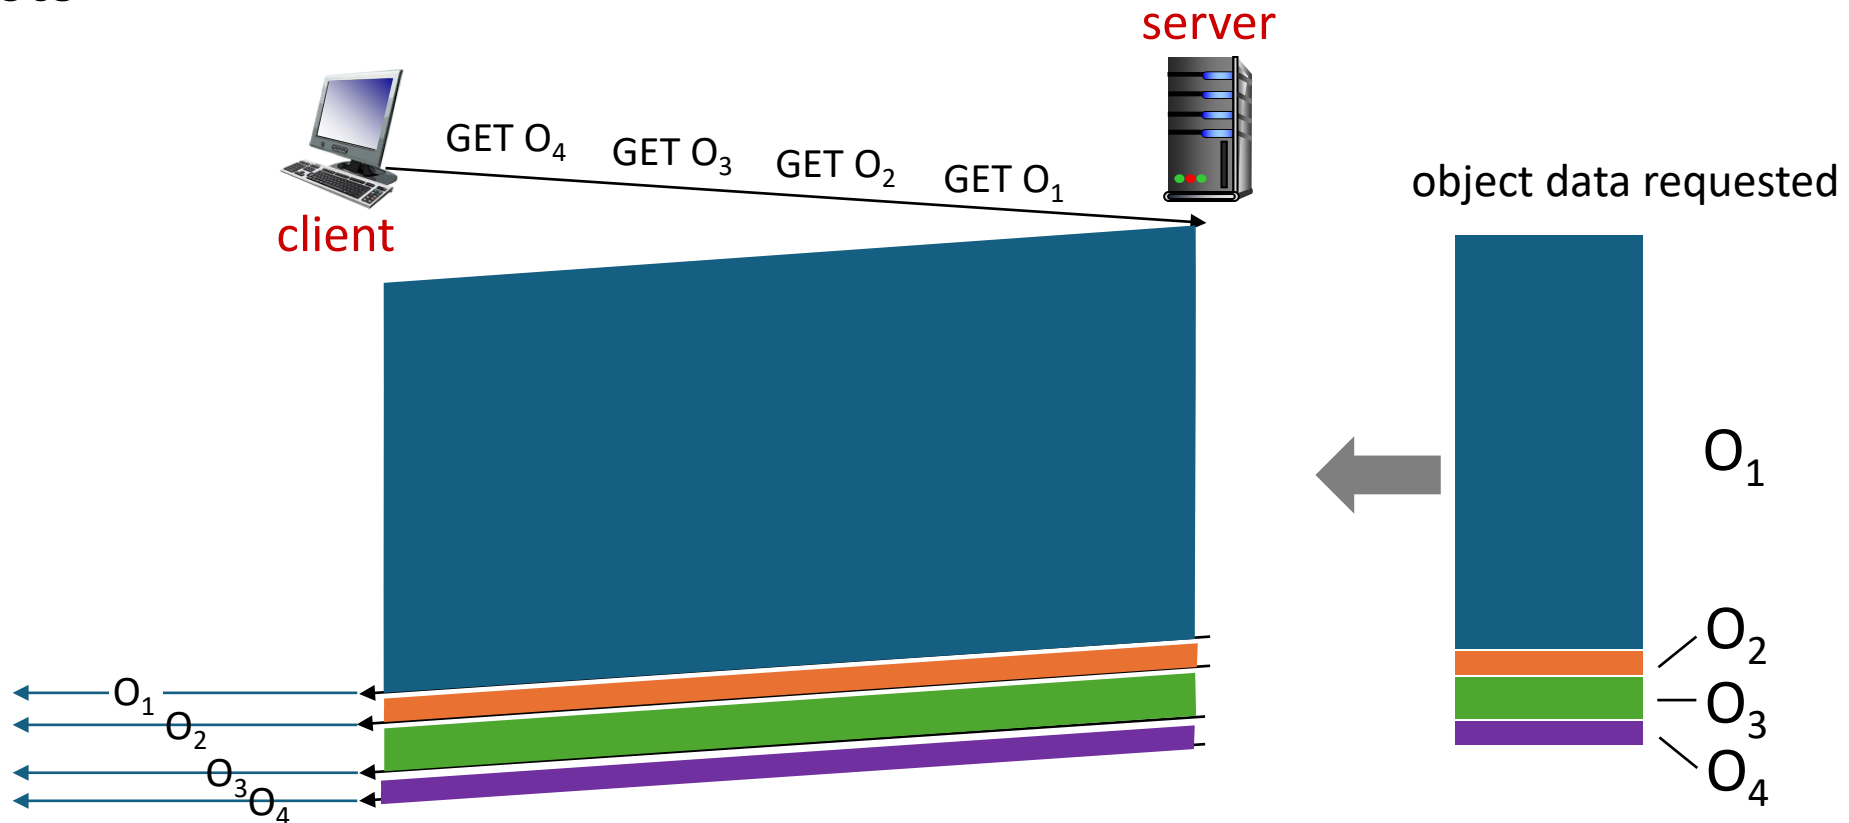 server
GET O4
GET O3
GET O2
GET O1
object data requested
client
O1
O2
O3
O4
O1
O2
O3
O4